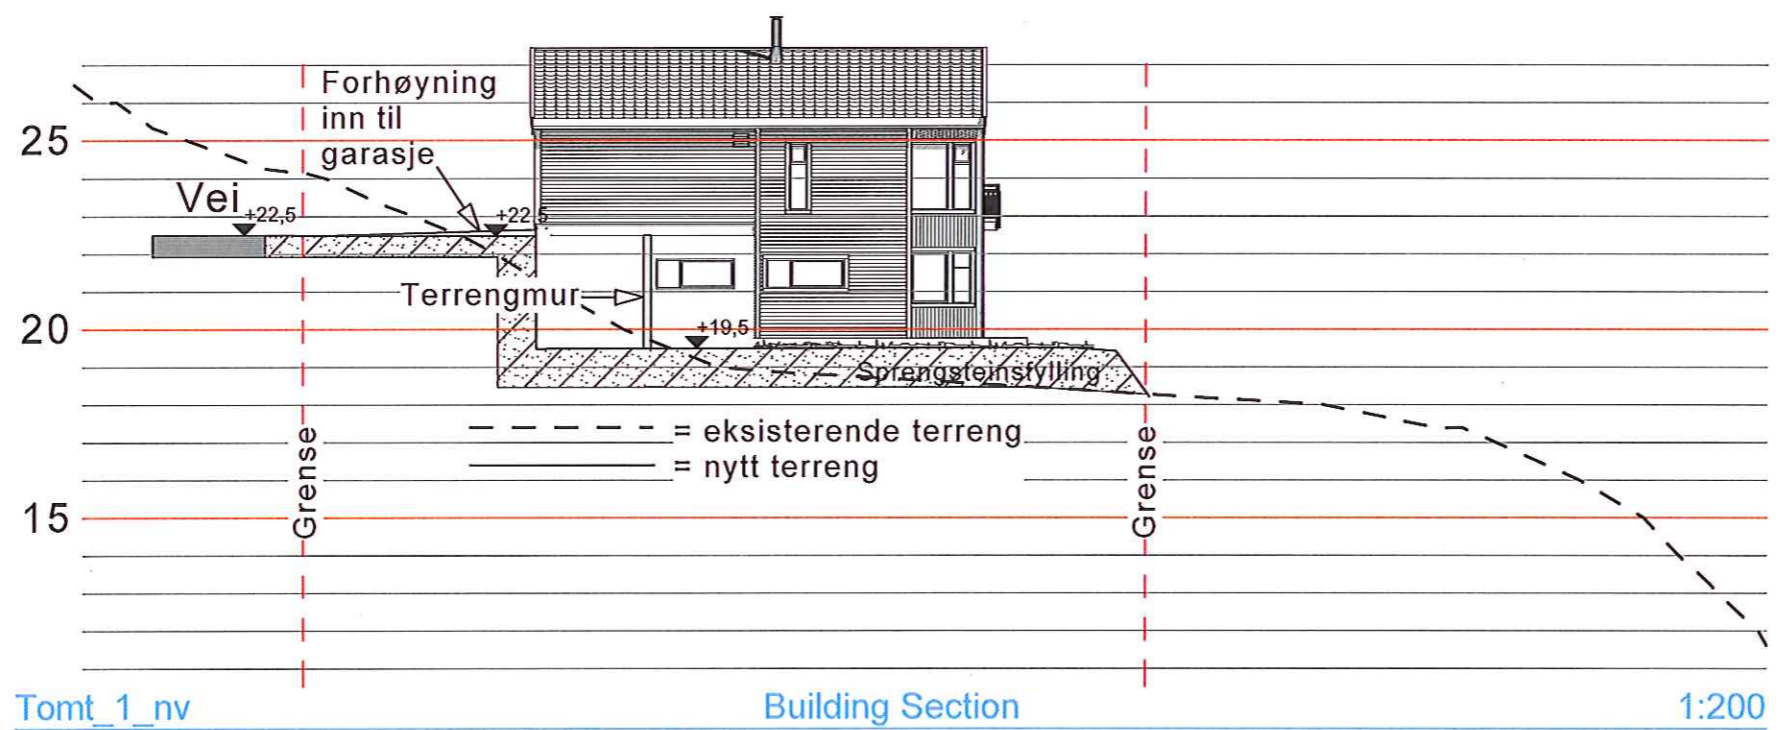 Forhøyning
inn til
garasje
25
Vei
+22,5
+22,5
Terrengmur
20
+19,5
Sprengsteinsfylling
= eksisterende terreng
= nytt terreng
Grense
Grense
15
Tomt_1_nv
Building Section
1:200